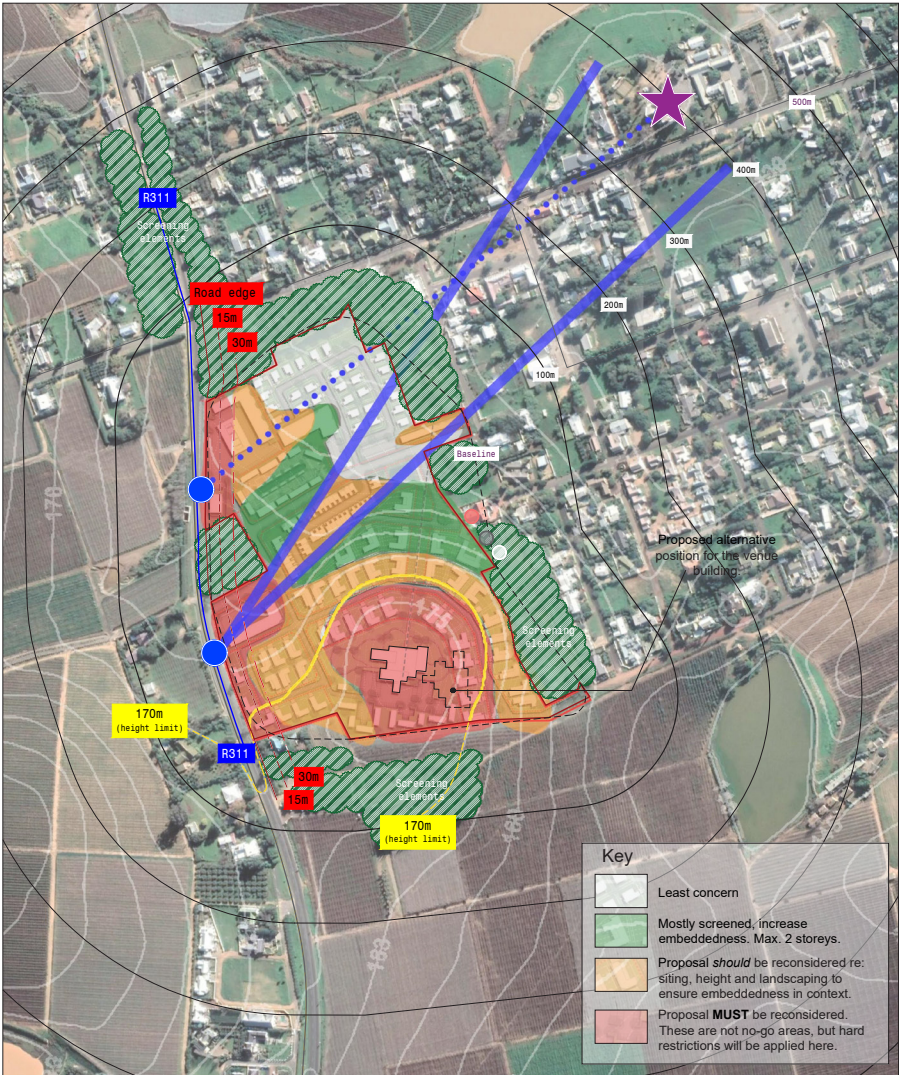 500m
400m
R311
Screening
elements
300m
Road edge
200m
15m
30m
100m
Baseline
178
Proposed alternative
position for the venue
building.
175
Screening
elements
170m
(height limit)
R311
30m
15m
Screening
elements
170m
(height limit)
163
Key
Least concern
Mostly screened, increase
embeddedness. Max. 2 storeys.
Proposal should be reconsidered re:
siting, height and landscaping to
ensure embeddedness in context.
Proposal MUST be reconsidered.
These are not no-go areas, but hard
restrictions will be applied here.